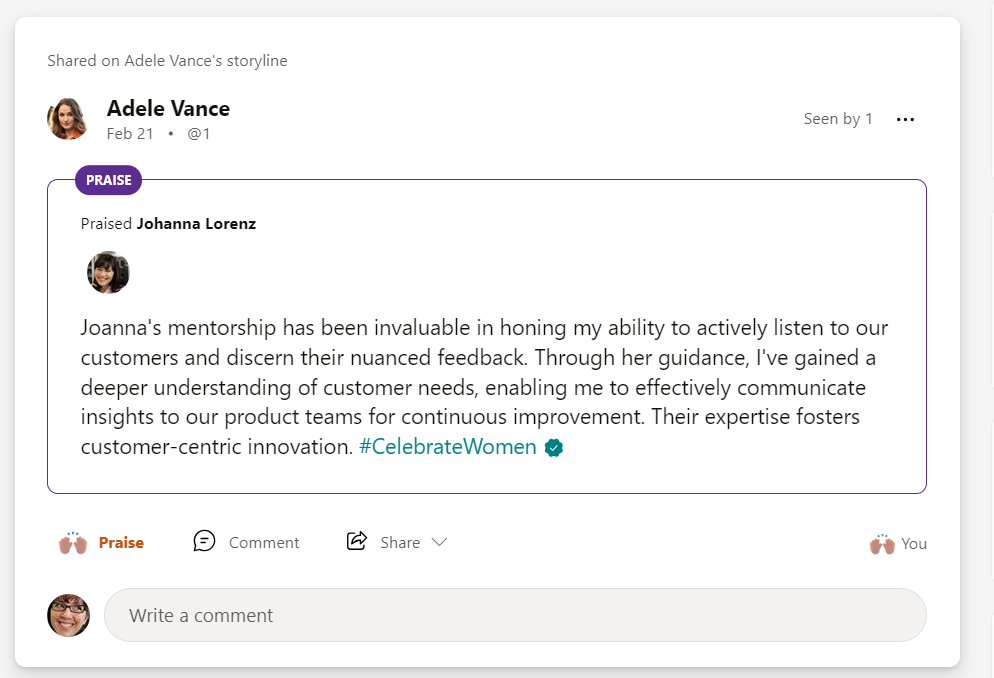 Shared on Adele Vance's storyline
Adele Vance
Feb 21 • @1
Seen by 1
PRAISE
Praised Johanna Lorenz
Joanna's mentorship has been invaluable in honing my ability to actively listen to our
customers and discern their nuanced feedback. Through her guidance, I've gained a
deeper understanding of customer needs, enabling me to effectively communicate
insights to our product teams for continuous improvement. Their expertise fosters
customer-centric innovation. #CelebrateWomen
Praise
Comment
Share
You
Write a comment